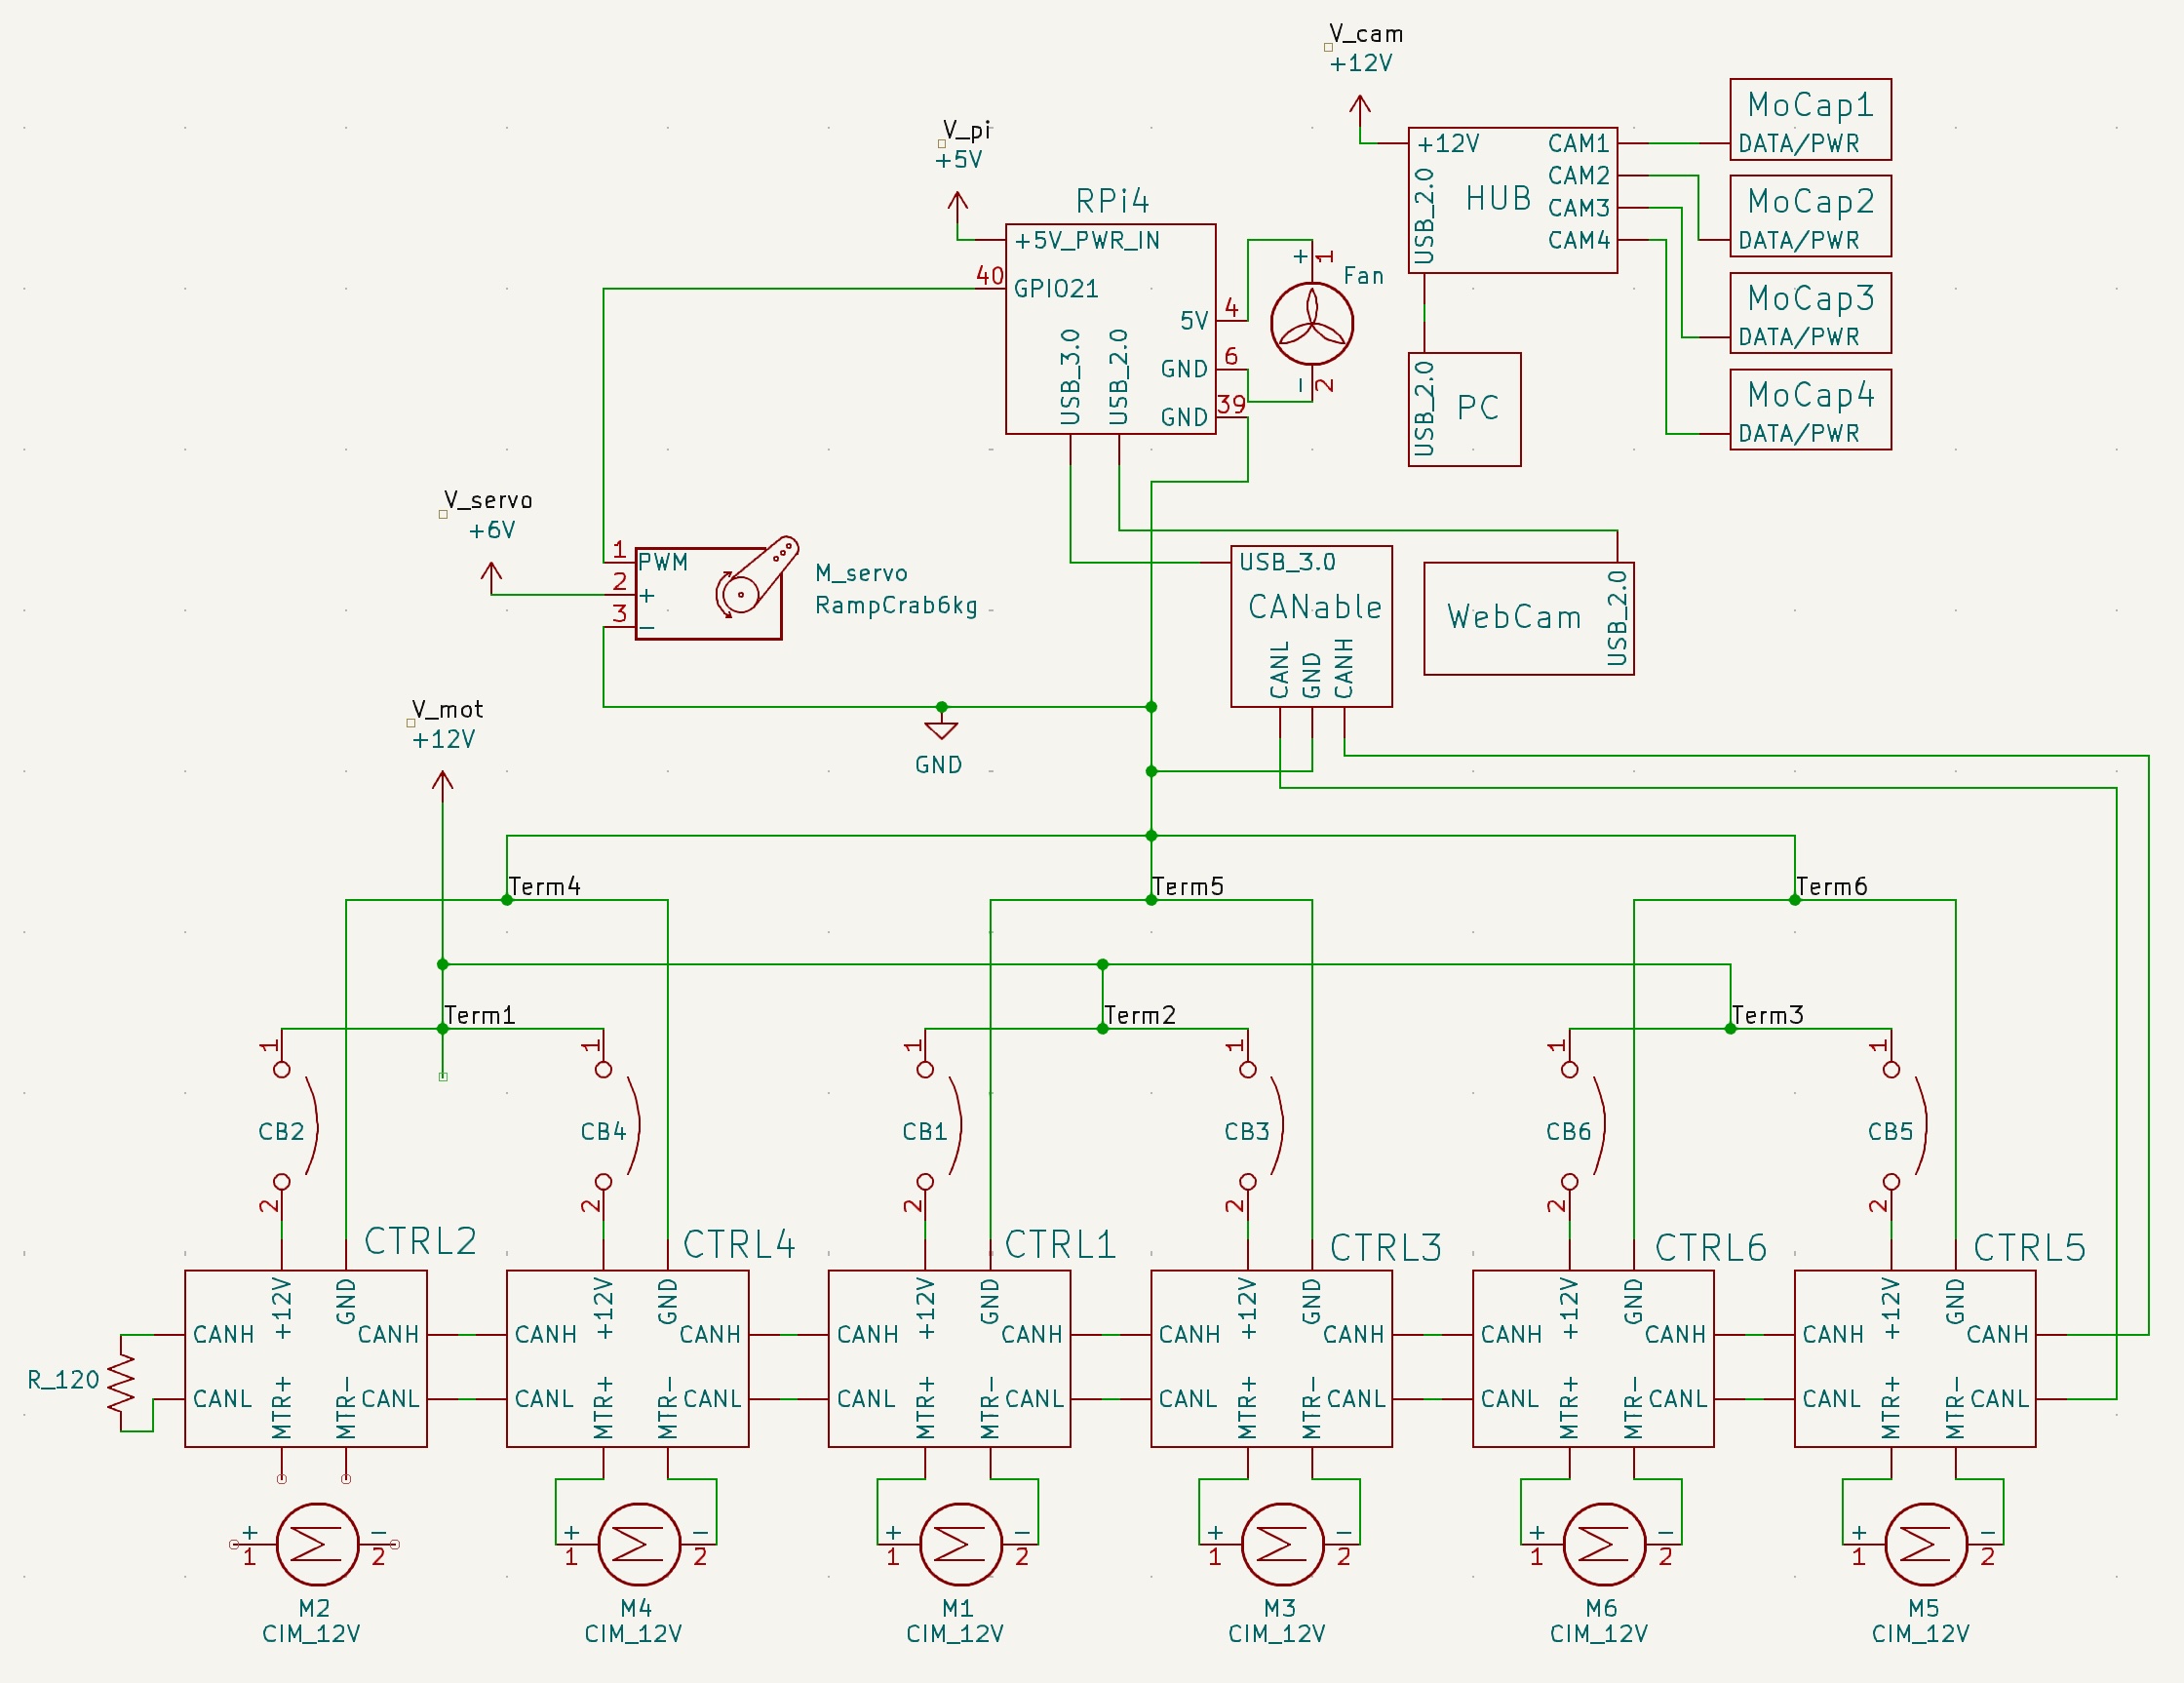 V_cam
+12V
MoCap1
DATA/PWR
V_pi
+5V
+12V
CAM1
CAM2
CAM3
CAM4
USB_2.0
HUB
MoCap2
DATA/PWR
RPi4
+5V_PWR_IN
40
GPIO21
USB_3.0
USB_2.0
5V
4
GND
6
GND
39
+
1
Fan
−
2
MoCap3
DATA/PWR
USB_2.0
PC
MoCap4
DATA/PWR
V_servo
+6V
1
PWM
2
+
3
−
M_servo
RampCrab6kg
USB_3.0
CANable
CANL
GND
CANH
WebCam
USB_2.0
V_mot
+12V
GND
Term4
Term5
Term6
Term1
Term2
Term3
1
1
1
1
1
1
CB2
CB4
CB1
CB3
CB6
CB5
2
2
2
2
2
2
CTRL2
CTRL4
CTRL1
CTRL3
CTRL6
CTRL5
+12V
GND
+12V
GND
+12V
GND
+12V
GND
+12V
GND
+12V
GND
CANH
CANH
CANH
CANH
CANH
CANH
CANH
CANH
CANH
CANH
CANH
CANH
R_120
CANL
MTR+
MTR−
CANL
CANL
MTR+
MTR−
CANL
CANL
MTR+
MTR−
CANL
CANL
MTR+
MTR−
CANL
CANL
MTR+
MTR−
CANL
CANL
MTR+
MTR−
CANL
+ −
+ −
+ −
+ −
+ −
+ −
1 2
1 2
1 2
1 2
1 2
1 2
M2
M4
M1
M3
M6
M5
CIM_12V
CIM_12V
CIM_12V
CIM_12V
CIM_12V
CIM_12V